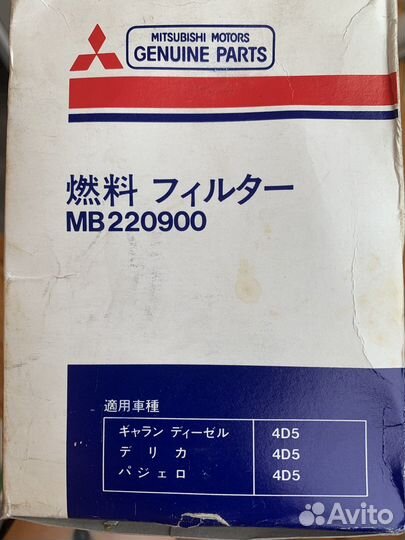 MITSUBISHI MOTORS
GENUINE PARTS
燃料 フィルター
MB220900
適用車種
ギャラン ディーゼル 4D5
デリカ 4D5
パジェロ 4D5
Avito